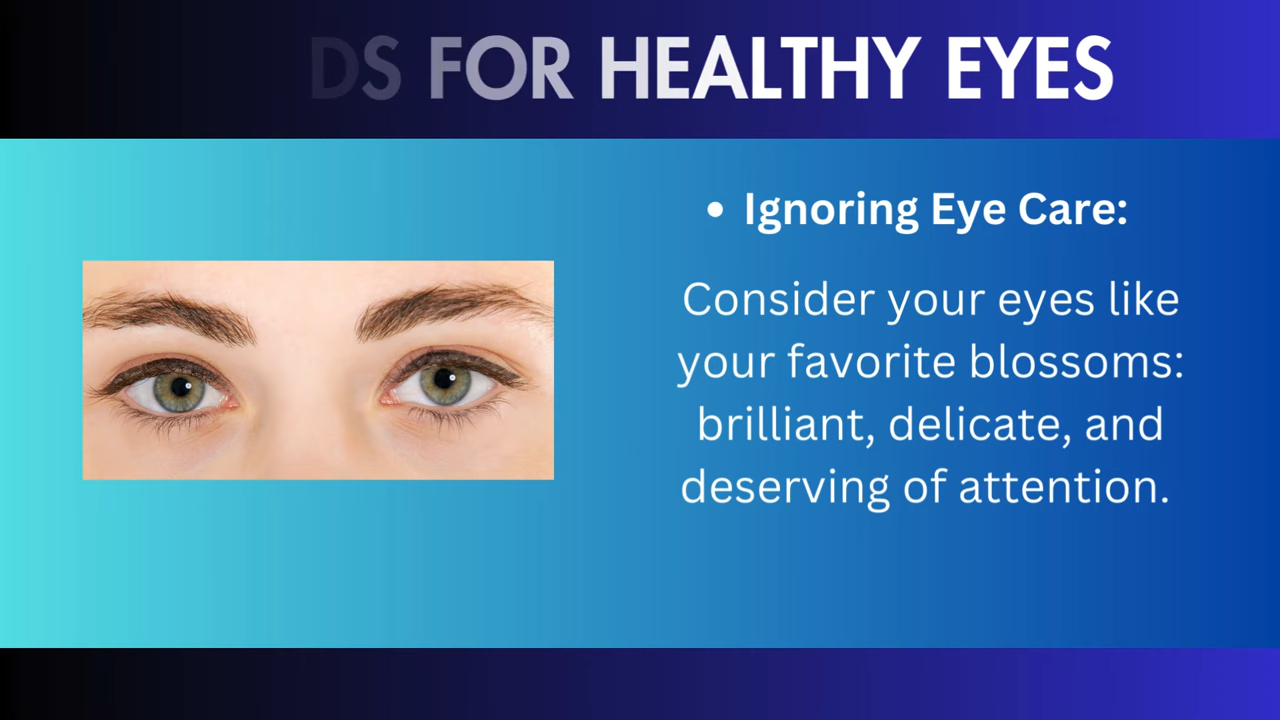 DS FOR HEALTHY EYES
• Ignoring Eye Care:
Consider your eyes like
your favorite blossoms:
brilliant, delicate, and
deserving of attention.